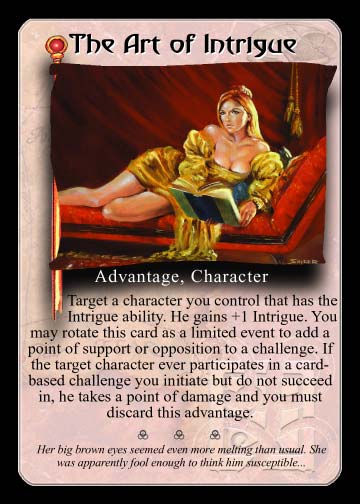 The Art of Intrigue
SNYDER
Advantage, Character
Target a character you control that has the
Intrigue ability. He gains +1 Intrigue. You
may rotate this card as a limited event to add a
point of support or opposition to a challenge. If
the target character ever participates in a card-
based challenge you initiate but do not succeed
in, he takes a point of damage and you must
discard this advantage.
Her big brown eyes seemed even more melting than usual. She
was apparently fool enough to think him susceptible...